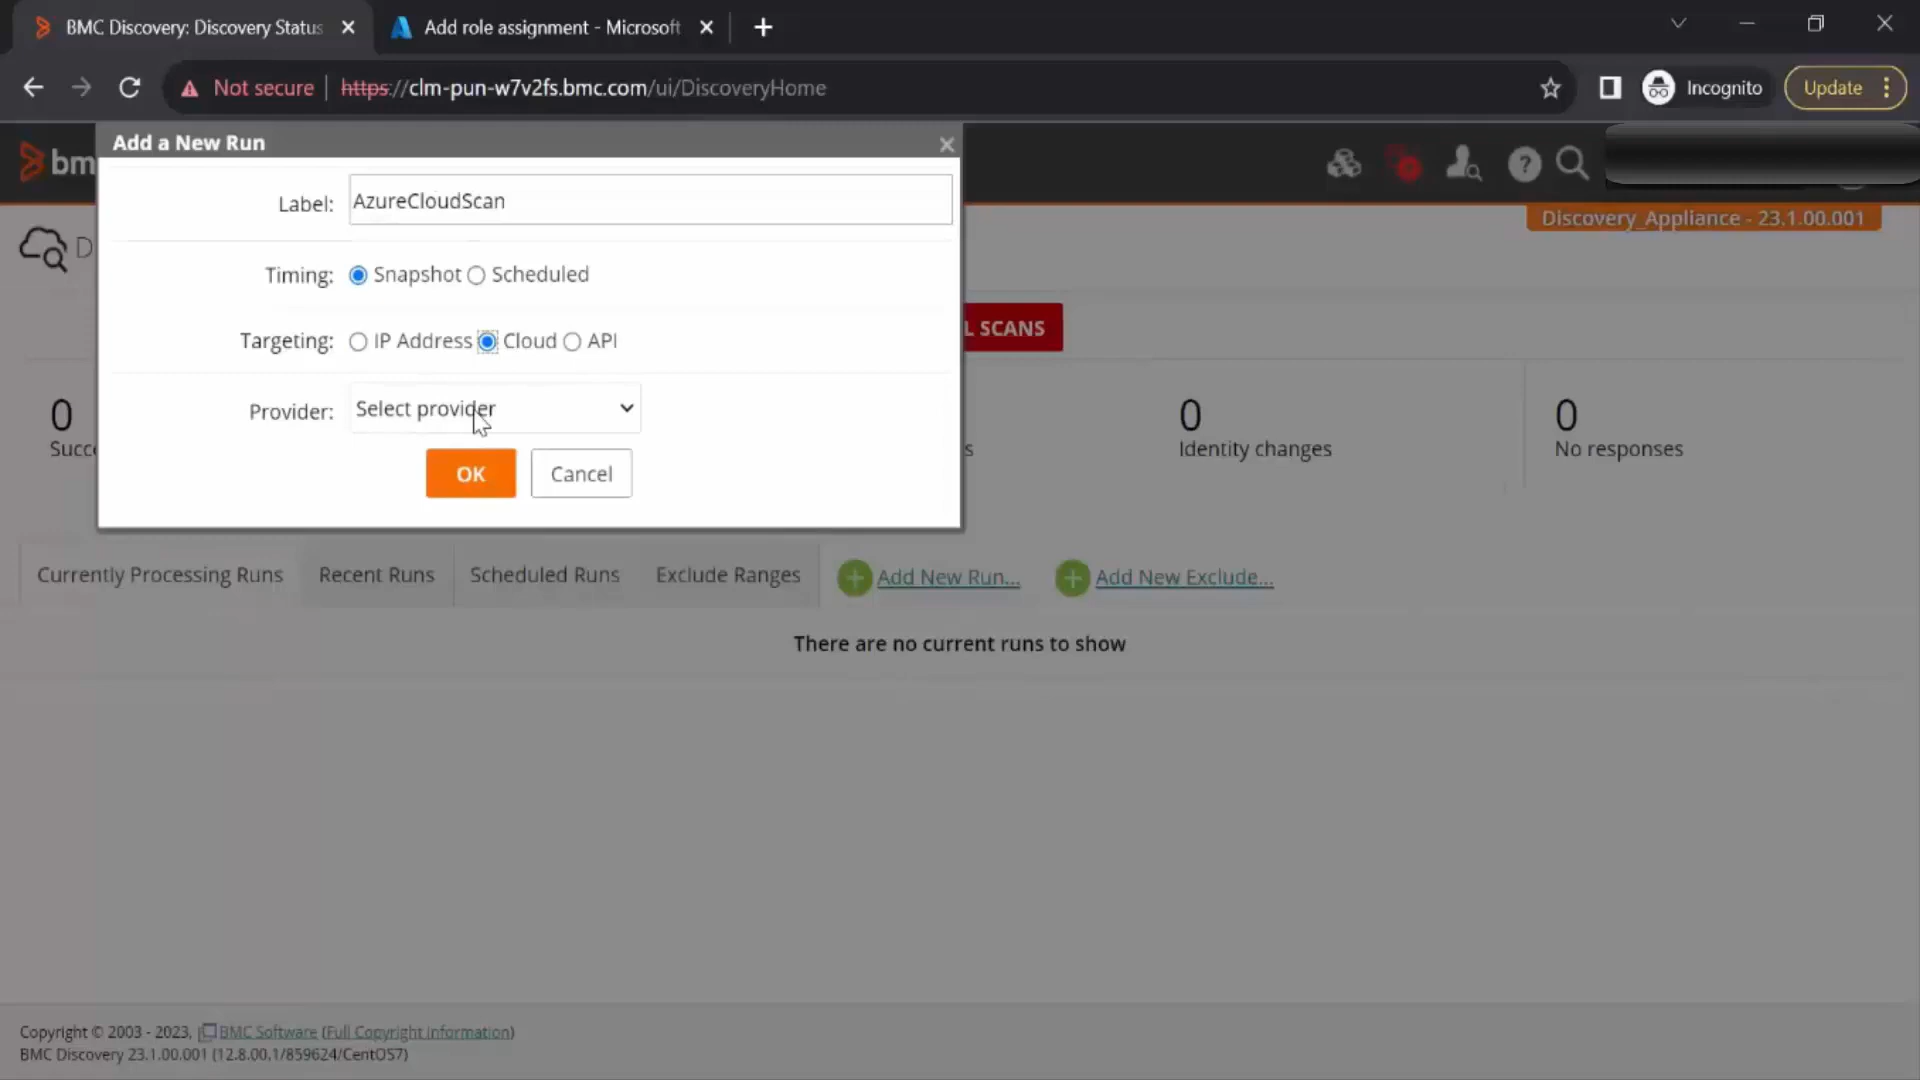 BMC Discovery: Discovery Status
Add role assignment - Microsoft
Not secure
https://clm-pun-w7v2fs.bmc.com/ui/DiscoveryHome
Incognito
Update
Add a New Run
bm
Label: AzureCloudScan
Discovery_Appliance - 23.1.00.001
D
Timing: Snapshot Scheduled
L SCANS
Targeting: IP Address Cloud API
Provider: Select provider
OK Cancel
0
Succ
s
0
Identity changes
0
No responses
Currently Processing Runs Recent Runs Scheduled Runs Exclude Ranges Add New Run... Add New Exclude...
There are no current runs to show
Copyright © 2003 - 2023, BMC Software (Full Copyright Information)
BMC Discovery 23.1.00.001 (12.8.00.1/859624/CentOS7)